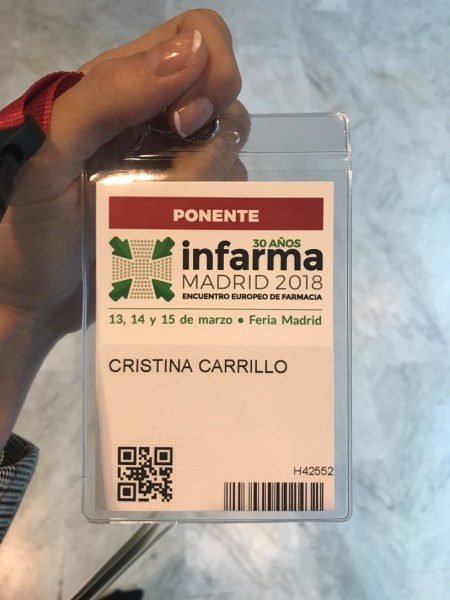 PONENTE
30 AÑOS
infarma
MADRID 2018
ENCUENTRO EUROPEO DE FARMACIA
13, 14 y 15 de marzo • Feria Madrid
CRISTINA CARRILLO
H42552